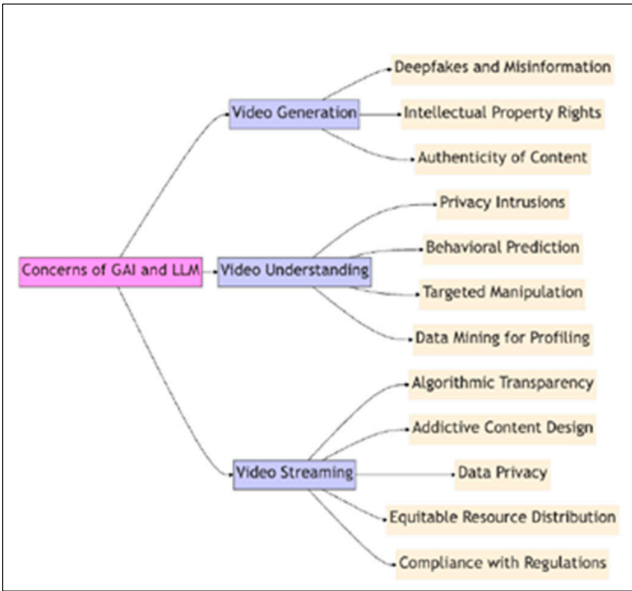 Concerns of GAI and LLM
Video Generation
Deepfakes and Misinformation
Intellectual Property Rights
Authenticity of Content
Video Understanding
Privacy Intrusions
Behavioral Prediction
Targeted Manipulation
Data Mining for Profiling
Video Streaming
Algorithmic Transparency
Addictive Content Design
Data Privacy
Equitable Resource Distribution
Compliance with Regulations